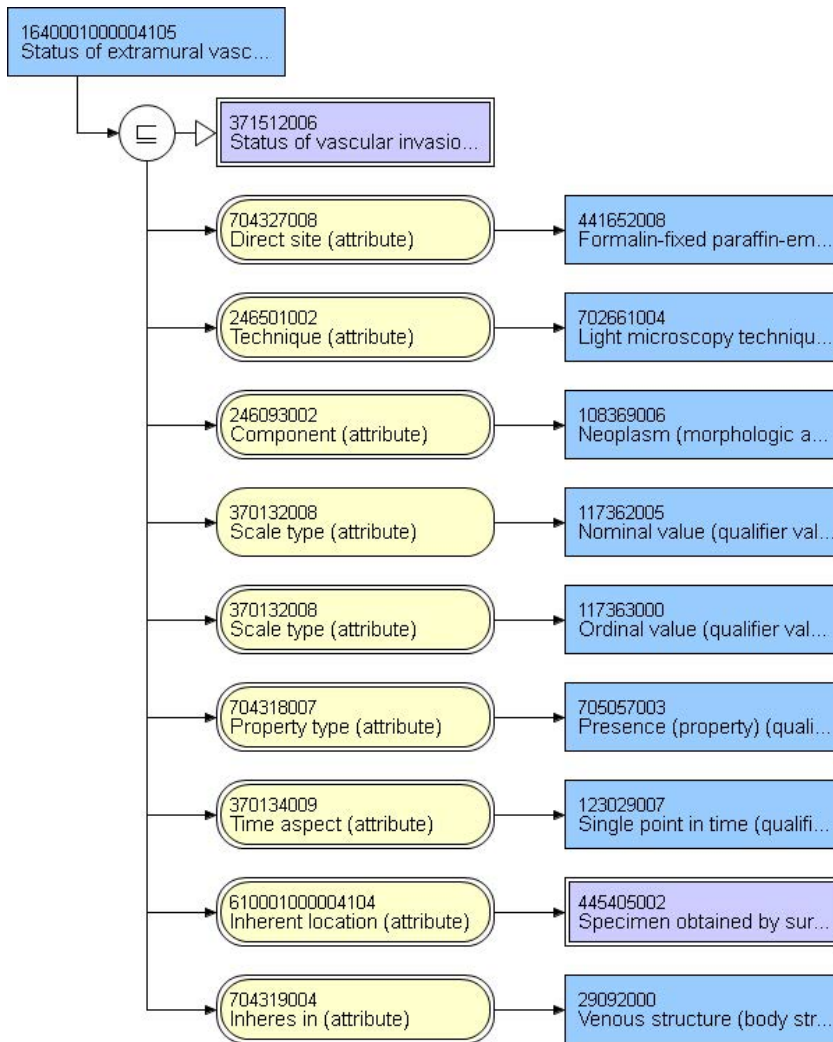 1640001000004105
Status of extramural vasc...
⊑
371512006
Status of vascular invasio...
704327008
Direct site (attribute)
441652008
Formalin-fixed paraffin-em...
246501002
Technique (attribute)
702661004
Light microscopy techniqu...
246093002
Component (attribute)
108369006
Neoplasm (morphologic a...
370132008
Scale type (attribute)
117362005
Nominal value (qualifier val...
370132008
Scale type (attribute)
117363000
Ordinal value (qualifier val...
704318007
Property type (attribute)
705057003
Presence (property) (quali...
370134009
Time aspect (attribute)
123029007
Single point in time (qualifi...
610001000004104
Inherent location (attribute)
445405002
Specimen obtained by sur...
704319004
Inheres in (attribute)
29092000
Venous structure (body str...